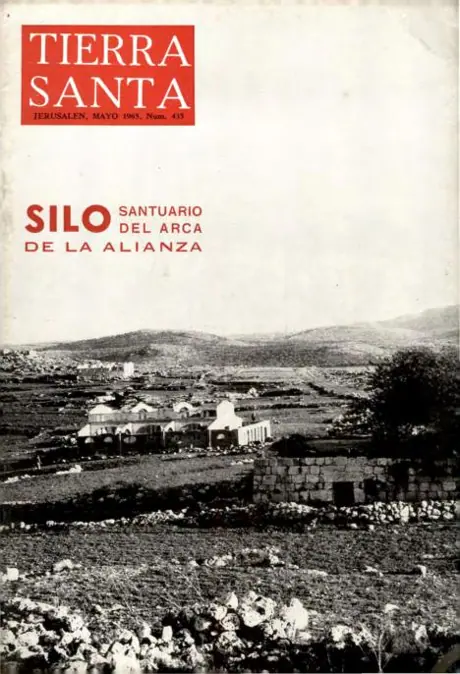 TIERRA
SANTA
JERUSALEN, MAYO 1965, Num. 435
SILO SANTUARIO
DEL ARCA
DE LA ALIANZA